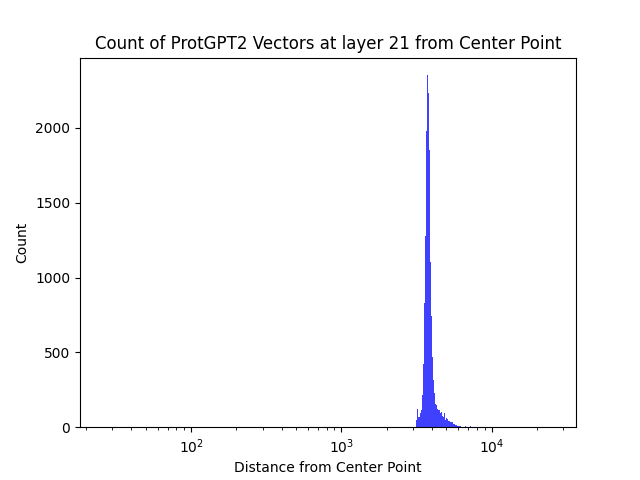 Count of ProtGPT2 Vectors at layer 21 from Center Point
2000
1500
1000
500
0
Count
10²
10³
10⁴
Distance from Center Point